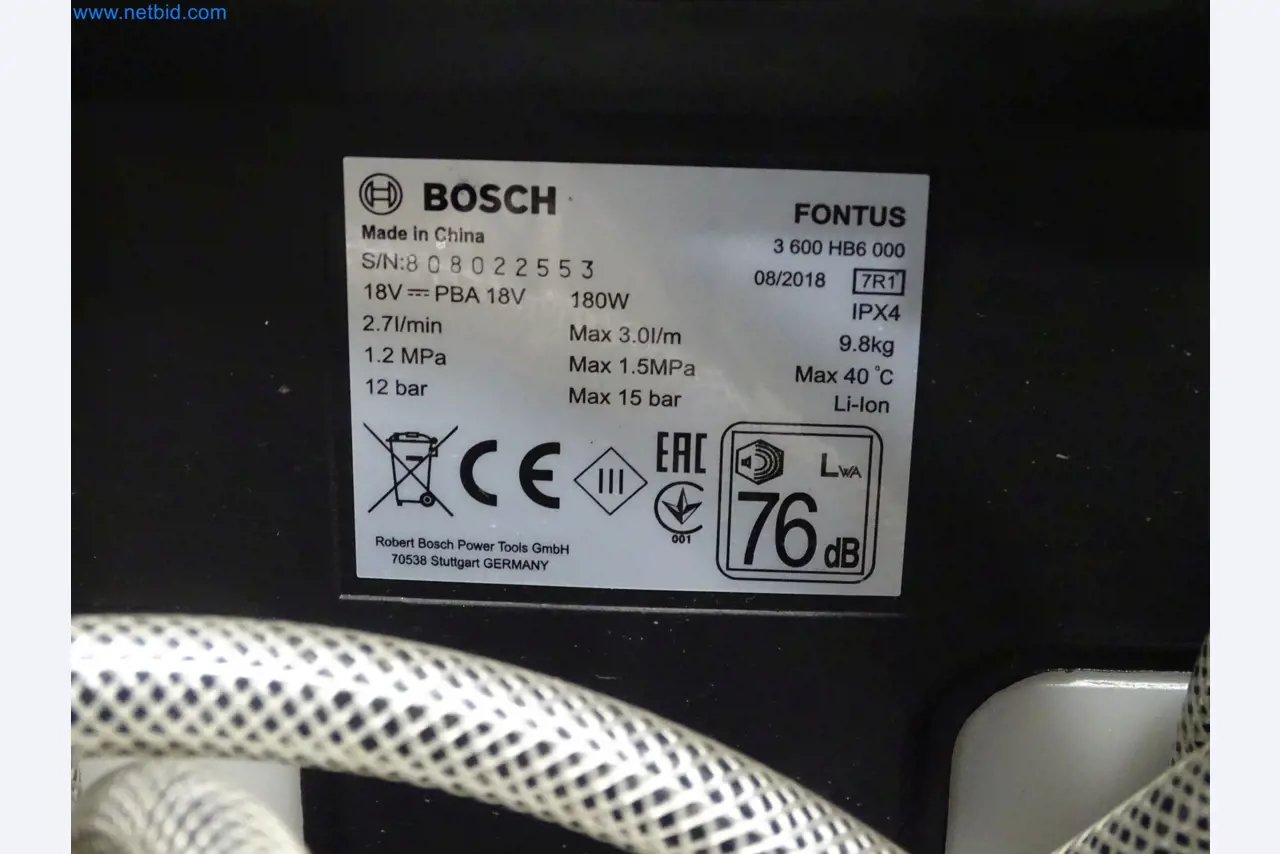 www.netbid.com
BOSCH
Made in China
S/N:808022553
18V PBA 18V 180W
2.7l/min Max 3.0l/m
1.2 MPa Max 1.5MPa
12 bar Max 15 bar
FONTUS
3 600 HB6 000
08/2018 7R1
IPX4
9.8kg
Max 40 °C
Li-Ion
CE
III
EAC
001
LWA
76 dB
Robert Bosch Power Tools GmbH
70538 Stuttgart GERMANY